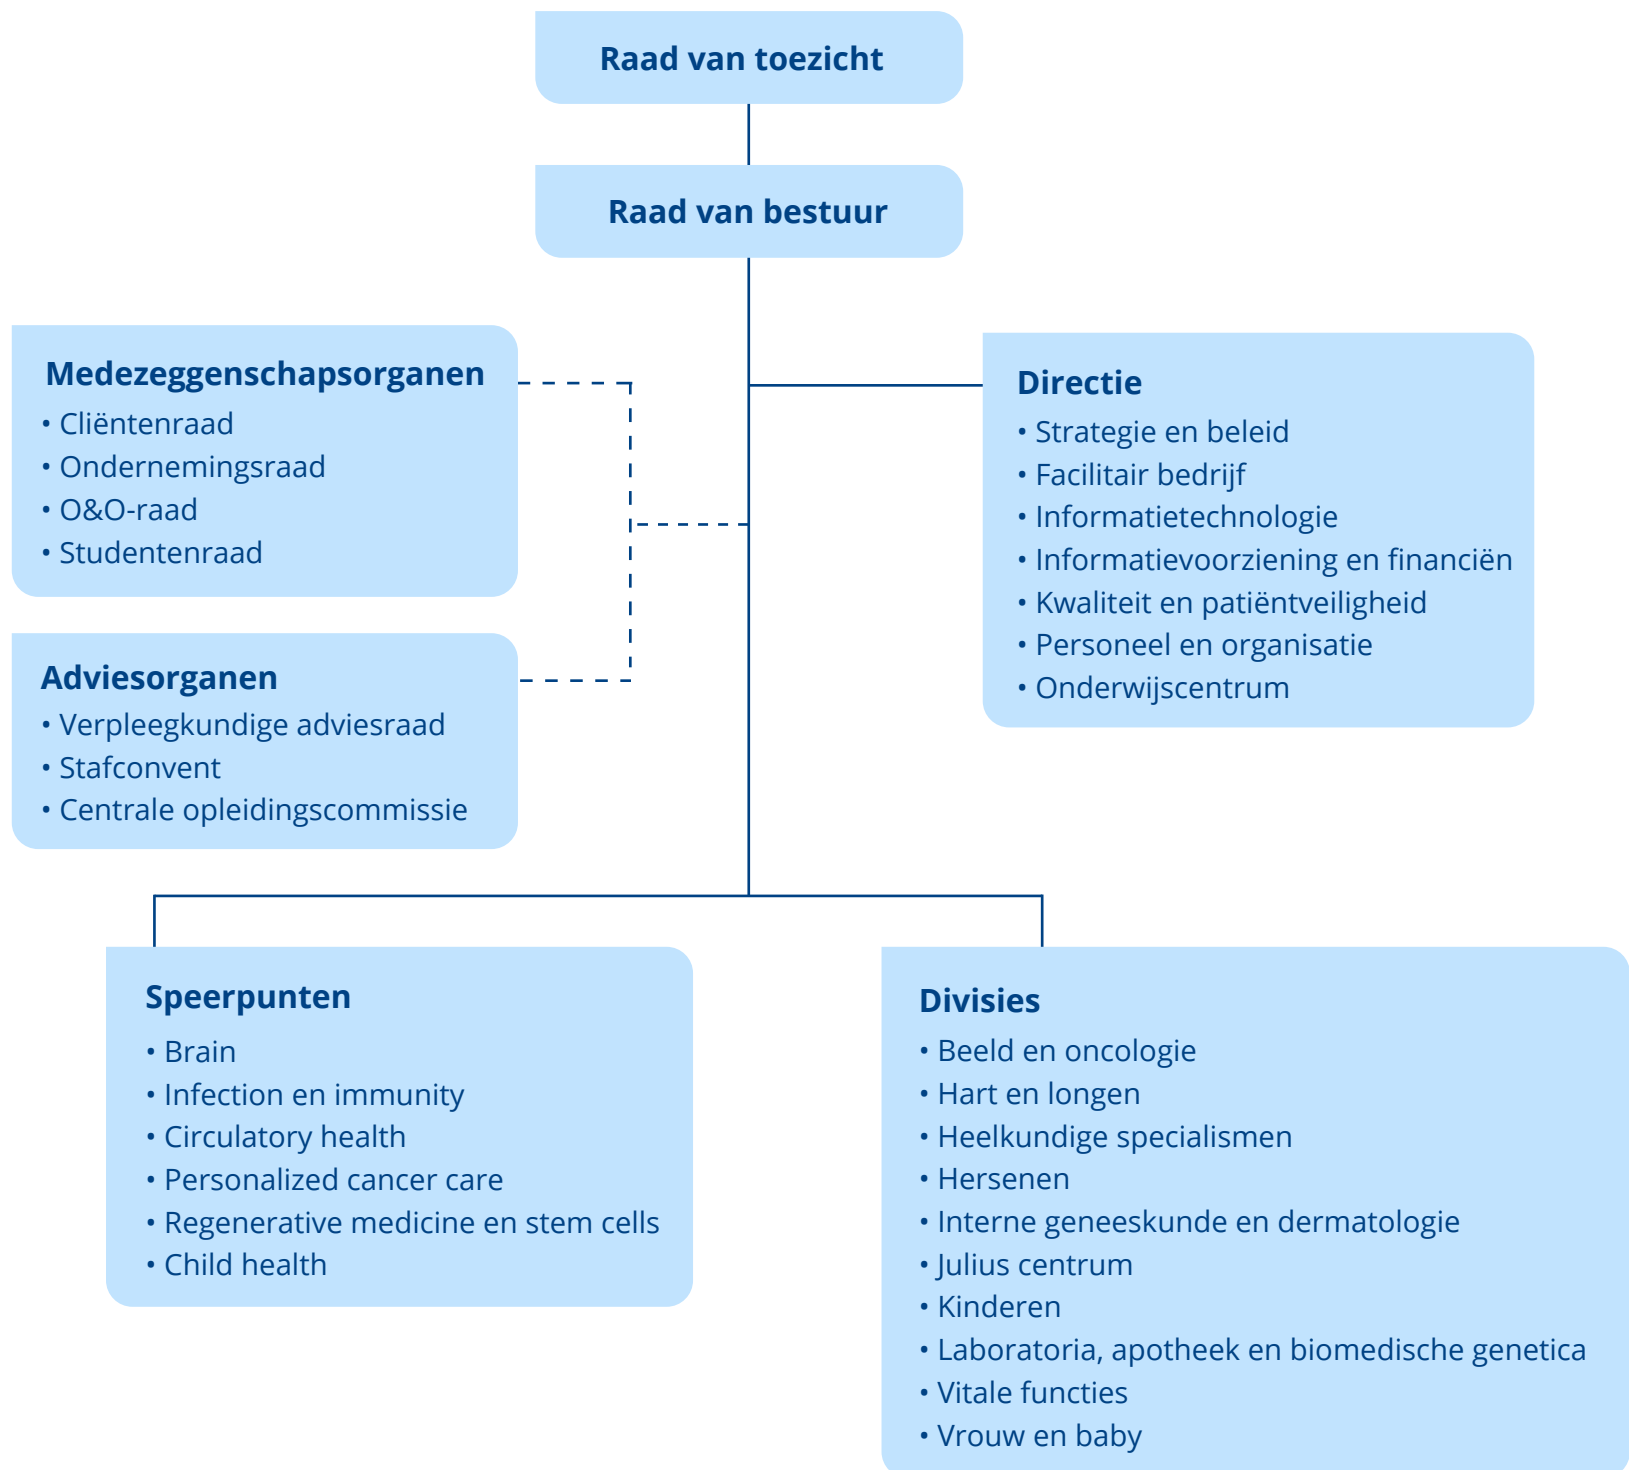 Raad van toezicht
Raad van bestuur
Medezeggenschapsorganen
• Cliëntenraad
• Ondernemingsraad
• O&O-raad
• Studentenraad
Directie
• Strategie en beleid
• Facilitair bedrijf
• Informatietechnologie
• Informatievoorziening en financiën
• Kwaliteit en patiëntveiligheid
• Personeel en organisatie
• Onderwijscentrum
Adviesorganen
• Verpleegkundige adviesraad
• Stafconvent
• Centrale opleidingscommissie
Speerpunten
• Brain
• Infection en immunity
• Circulatory health
• Personalized cancer care
• Regenerative medicine en stem cells
• Child health
Divisies
• Beeld en oncologie
• Hart en longen
• Heelkundige specialismen
• Hersenen
• Interne geneeskunde en dermatologie
• Julius centrum
• Kinderen
• Laboratoria, apotheek en biomedische genetica
• Vitale functies
• Vrouw en baby